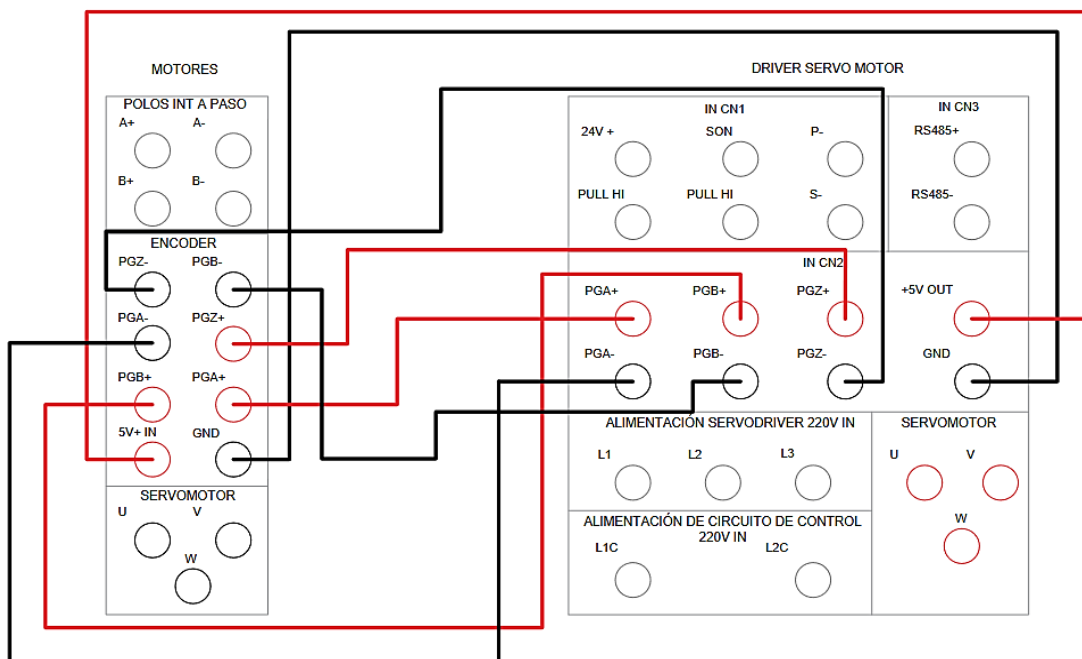 MOTORES
POLOS INT A PASO
A+ A-
B+ B-
ENCODER
PGZ- PGB-
PGA- PGZ+
PGB+ PGA+
5V+ IN GND
SERVOMOTOR
U V
W
DRIVER SERVO MOTOR
IN CN1
24V + SON P-
PULL HI PULL HI S-
IN CN3
RS485+
RS485-
IN CN2
PGA+ PGB+ PGZ+ +5V OUT
PGA- PGB- PGZ- GND
ALIMENTACIÓN SERVODRIVER 220V IN
L1 L2 L3
ALIMENTACIÓN DE CIRCUITO DE CONTROL
220V IN
L1C L2C
SERVOMOTOR
U V
W